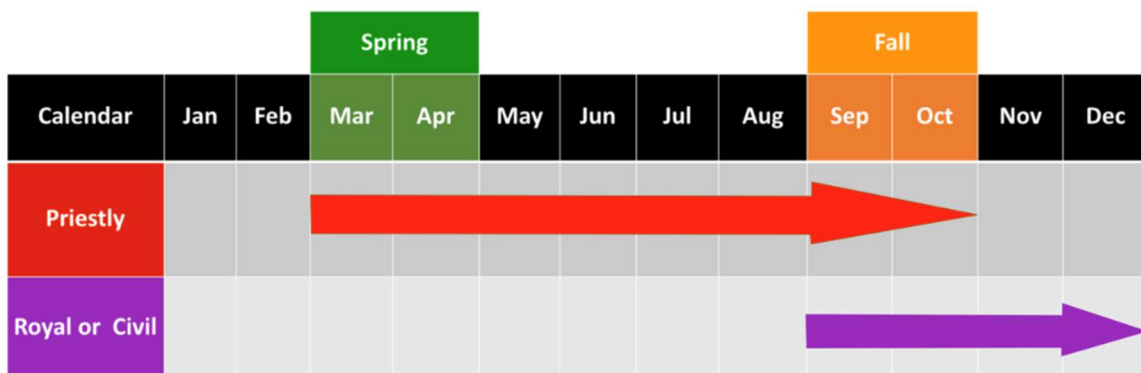 Spring Fall
Calendar Jan Feb Mar Apr May Jun Jul Aug Sep Oct Nov Dec
Priestly
Royal or Civil